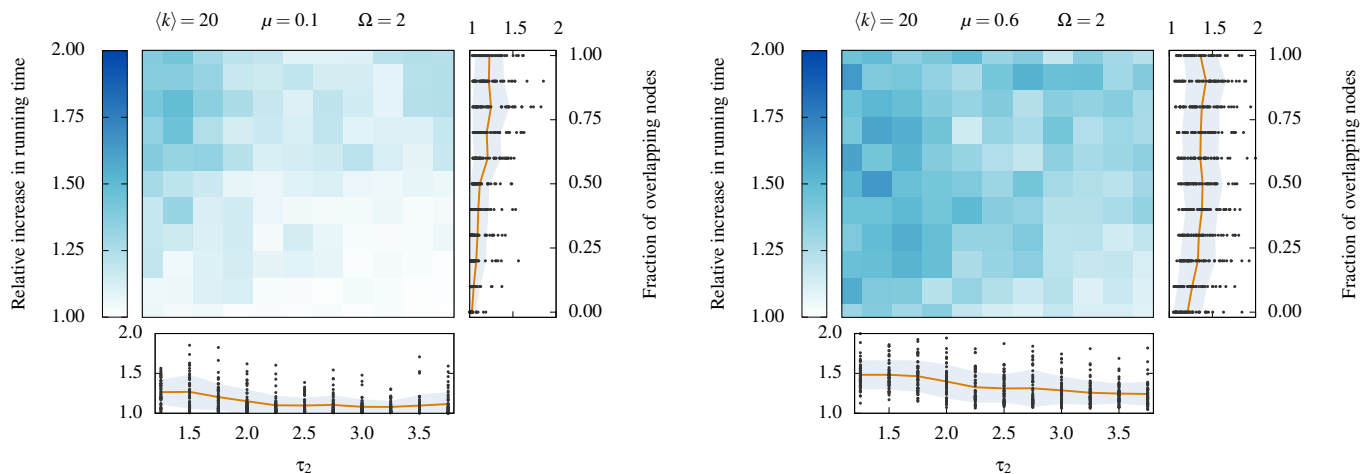 ⟨k⟩ = 20 μ = 0.1 Ω = 2
1 1.5 2
Relative increase in running time
2.00
1.75
1.50
1.25
1.00
1.00
0.75
0.50
0.25
0.00
Fraction of overlapping nodes
2.0
1.5
1.0
1.5 2.0 2.5 3.0 3.5
τ2
⟨k⟩ = 20 μ = 0.6 Ω = 2
1 1.5 2
Relative increase in running time
2.00
1.75
1.50
1.25
1.00
1.00
0.75
0.50
0.25
0.00
Fraction of overlapping nodes
2.0
1.5
1.0
1.5 2.0 2.5 3.0 3.5
τ2